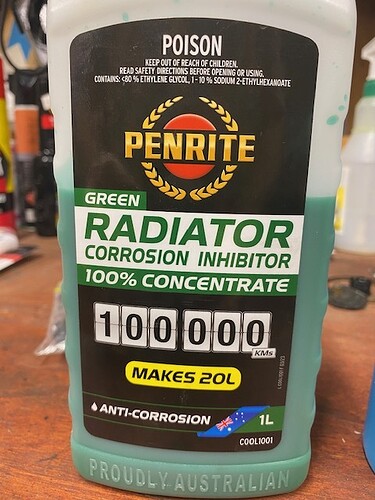 POISON
KEEP OUT OF REACH OF CHILDREN.
READ SAFETY DIRECTIONS BEFORE OPENING OR USING.
CONTAINS: <80 % ETHYLENE GLYCOL, 1 - 10 % SODIUM 2-ETHYLHEXANOATE
PENRITE
GREEN
RADIATOR
CORROSION INHIBITOR
100% CONCENTRATE
100000
KMs
MAKES 20L
ANTI-CORROSION
1L
COOL1001
PROUDLY AUSTRALIAN